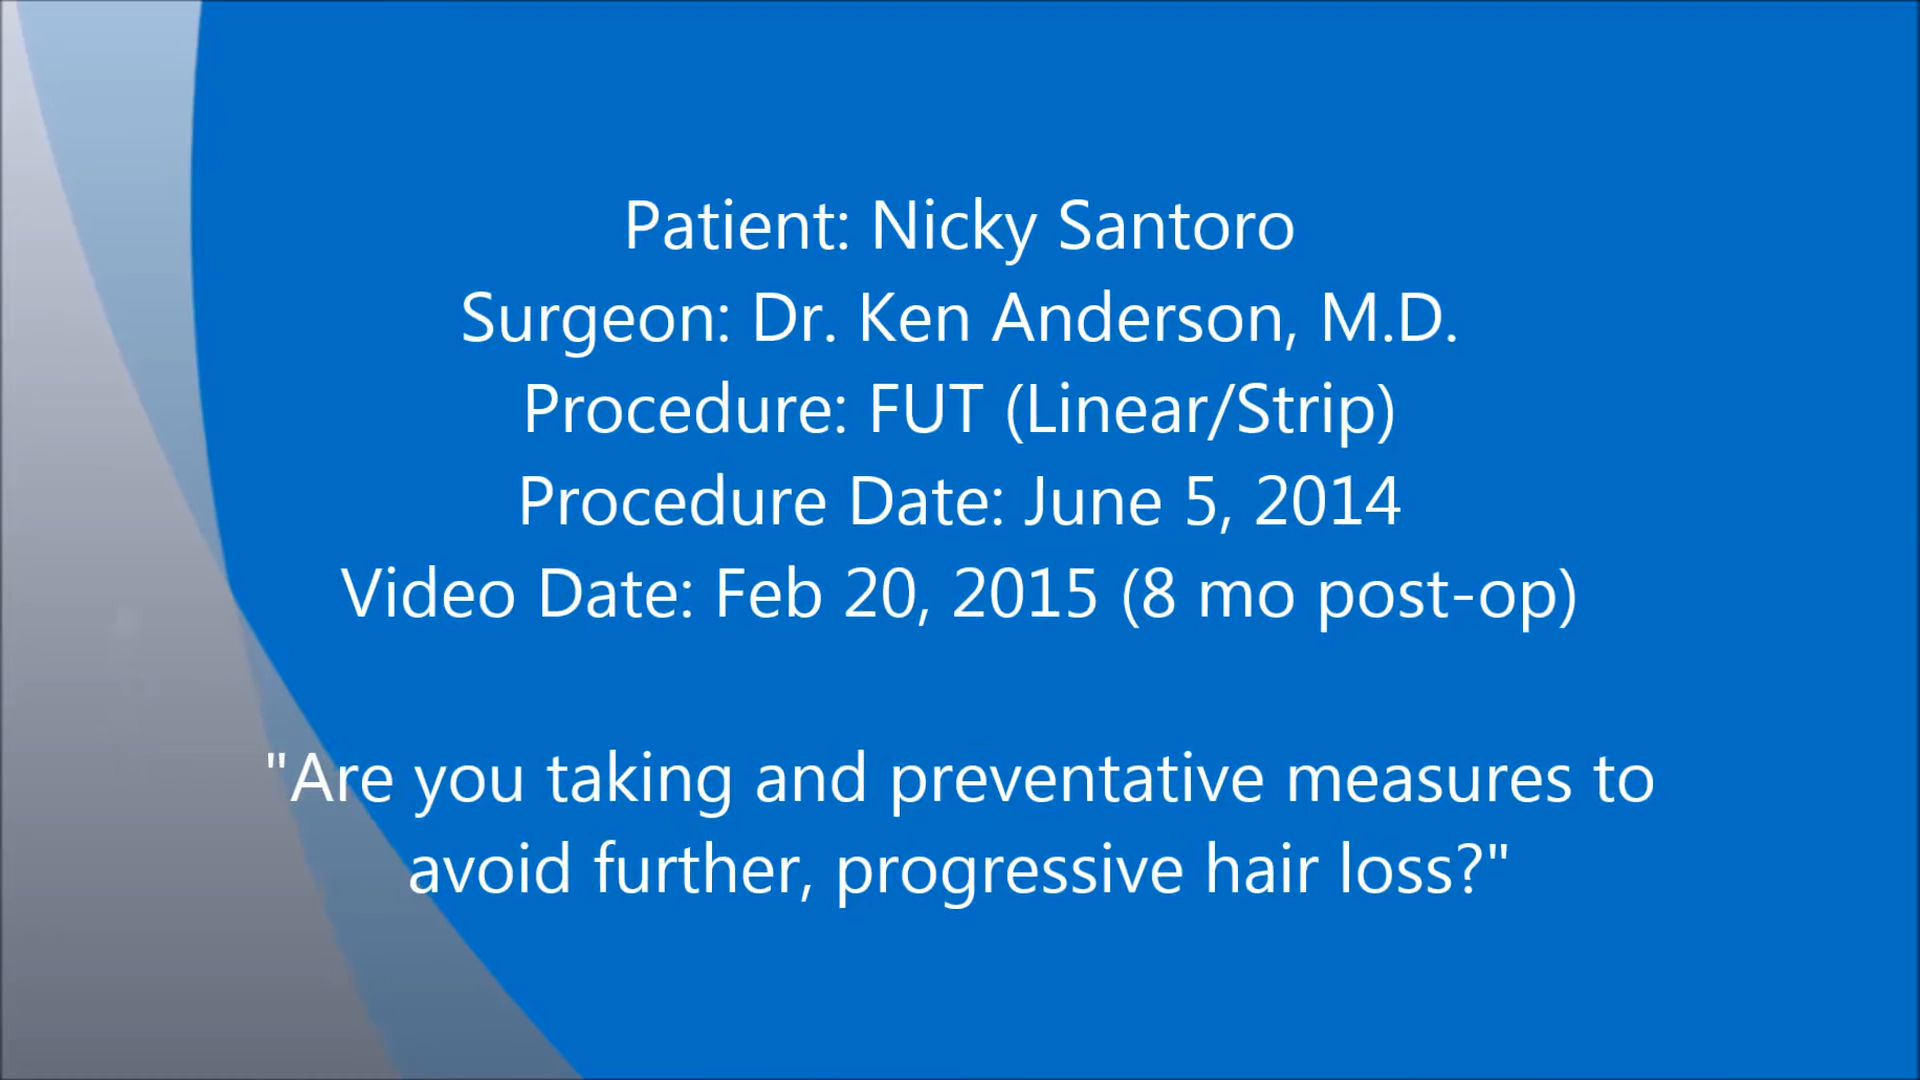 Patient: Nicky Santoro
Surgeon: Dr. Ken Anderson, M.D.
Procedure: FUT (Linear/Strip)
Procedure Date: June 5, 2014
Video Date: Feb 20, 2015 (8 mo post-op)
"Are you taking and preventative measures to
avoid further, progressive hair loss?"